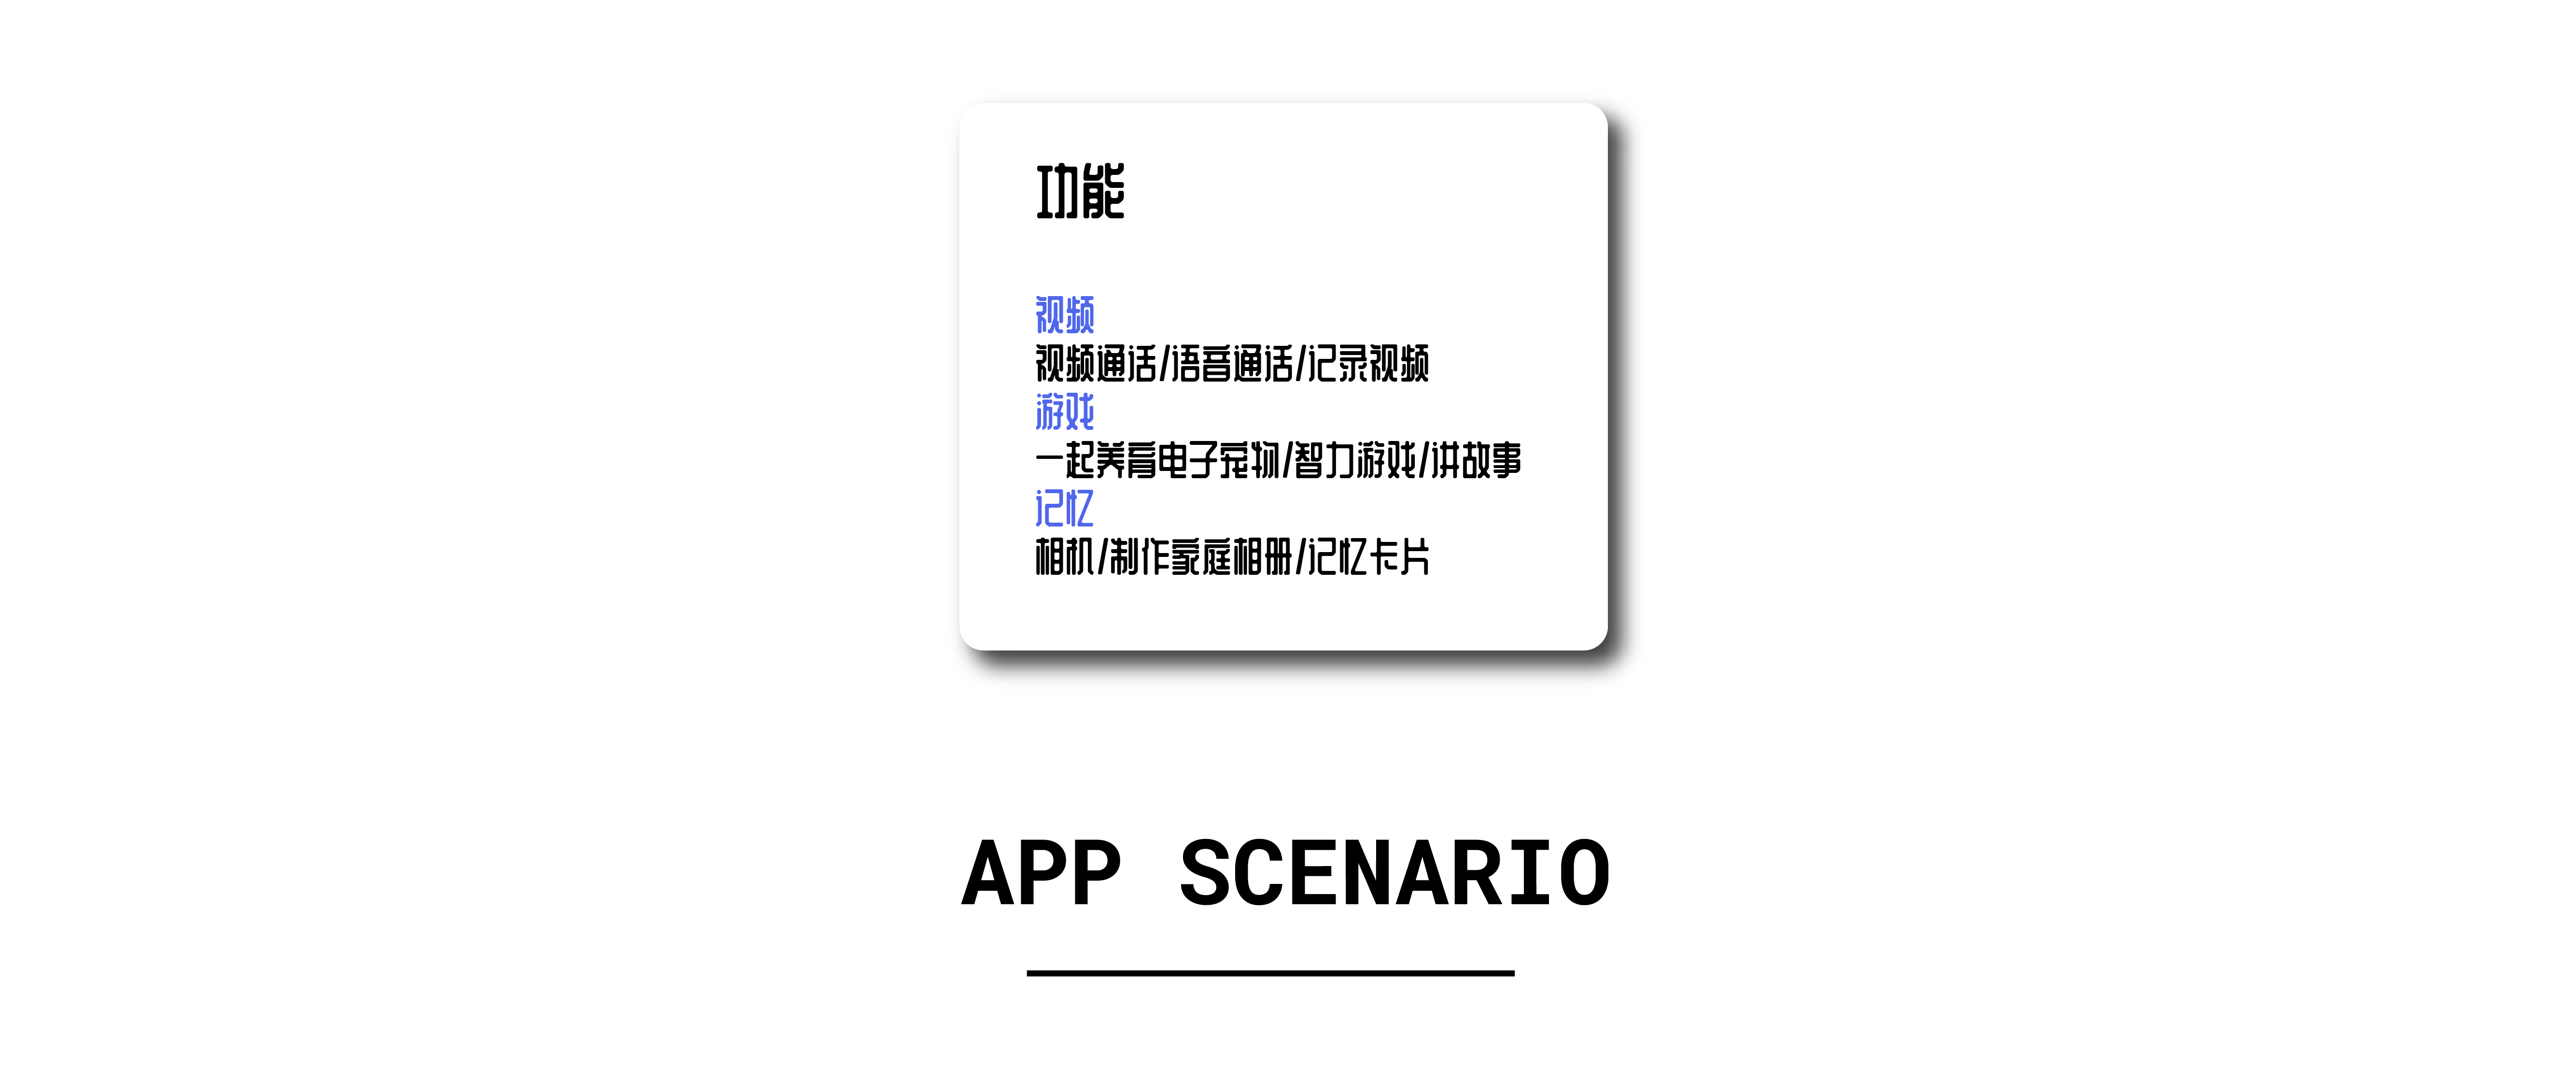 功能
视频
视频通话/语音通话/记录视频
游戏
一起养育电子宠物/智力游戏/讲故事
记忆
相机/制作家庭相册/记忆卡片
APP SCENARIO